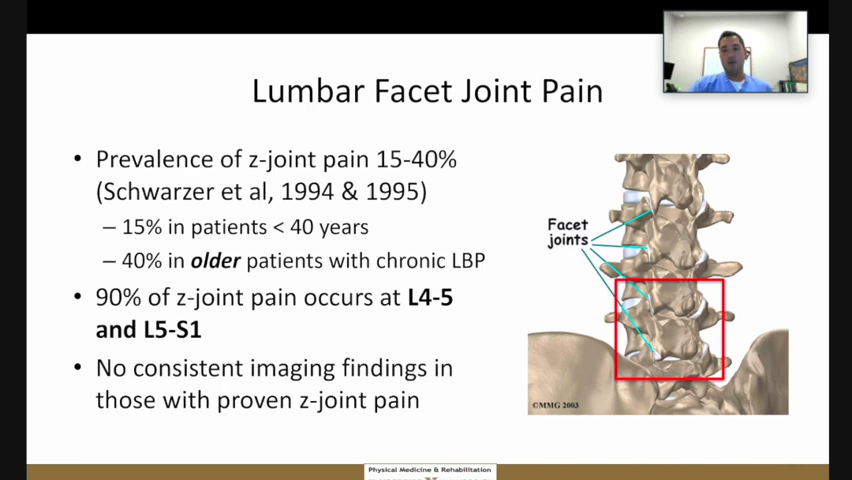 Lumbar Facet Joint Pain
• Prevalence of z-joint pain 15-40%
(Schwarzer et al, 1994 & 1995)
– 15% in patients < 40 years
– 40% in older patients with chronic LBP
• 90% of z-joint pain occurs at L4-5
and L5-S1
• No consistent imaging findings in
those with proven z-joint pain
Facet
joints
©MMG 2003
Physical Medicine & Rehabilitation